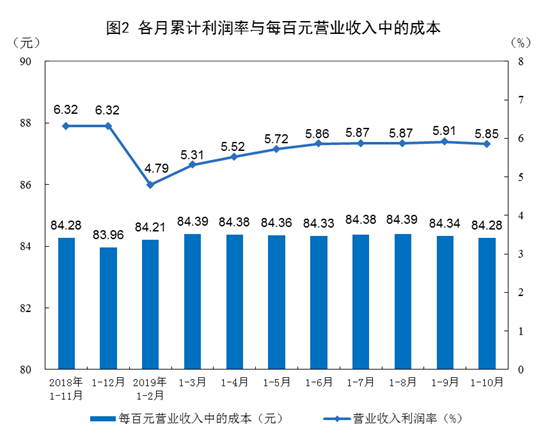 图2 各月累计利润率与每百元营业收入中的成本
（元）
（%）
90
88
86
84
82
80
8
7
6
5
4
3
2
1
0
6.32 6.32 4.79 5.31 5.52 5.72 5.86 5.87 5.87 5.91 5.85
84.28 83.96 84.21 84.39 84.38 84.36 84.33 84.38 84.39 84.34 84.28
2018年 1-12月 2019年 1-3月 1-4月 1-5月 1-6月 1-7月 1-8月 1-9月 1-10月
1-11月 1-2月
每百元营业收入中的成本（元） 营业收入利润率（%）